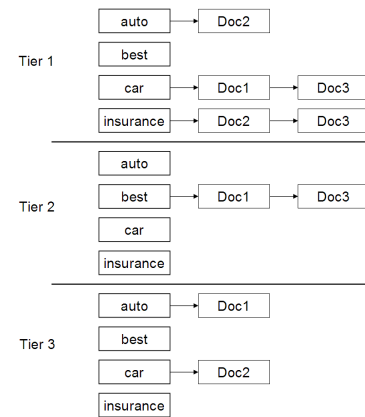 auto Doc2
best
Tier 1
car Doc1 Doc3
insurance Doc2 Doc3
auto
best Doc1 Doc3
Tier 2
car
insurance
auto Doc1
best
Tier 3
car Doc2
insurance